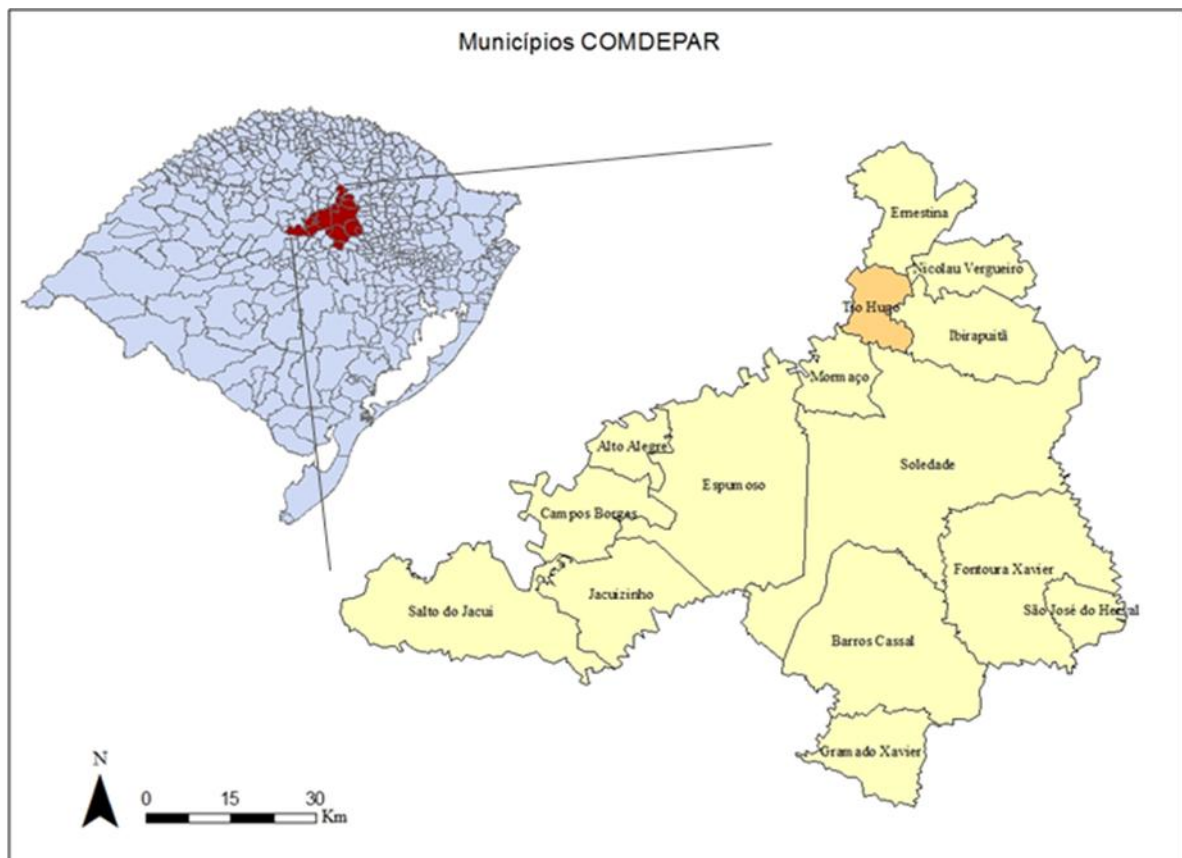 Municípios COMDEPAR
Ernestina
Nicolau Vergueiro
Tio Hugo
Ibirapuitã
Mormaço
Alto Alegre
Soledade
Espumoso
Campos Borges
Fontoura Xavier
Jacuizinho
Salto do Jacuí
São José do Herval
Barros Cassal
Gramado Xavier
N
0 15 30
Km